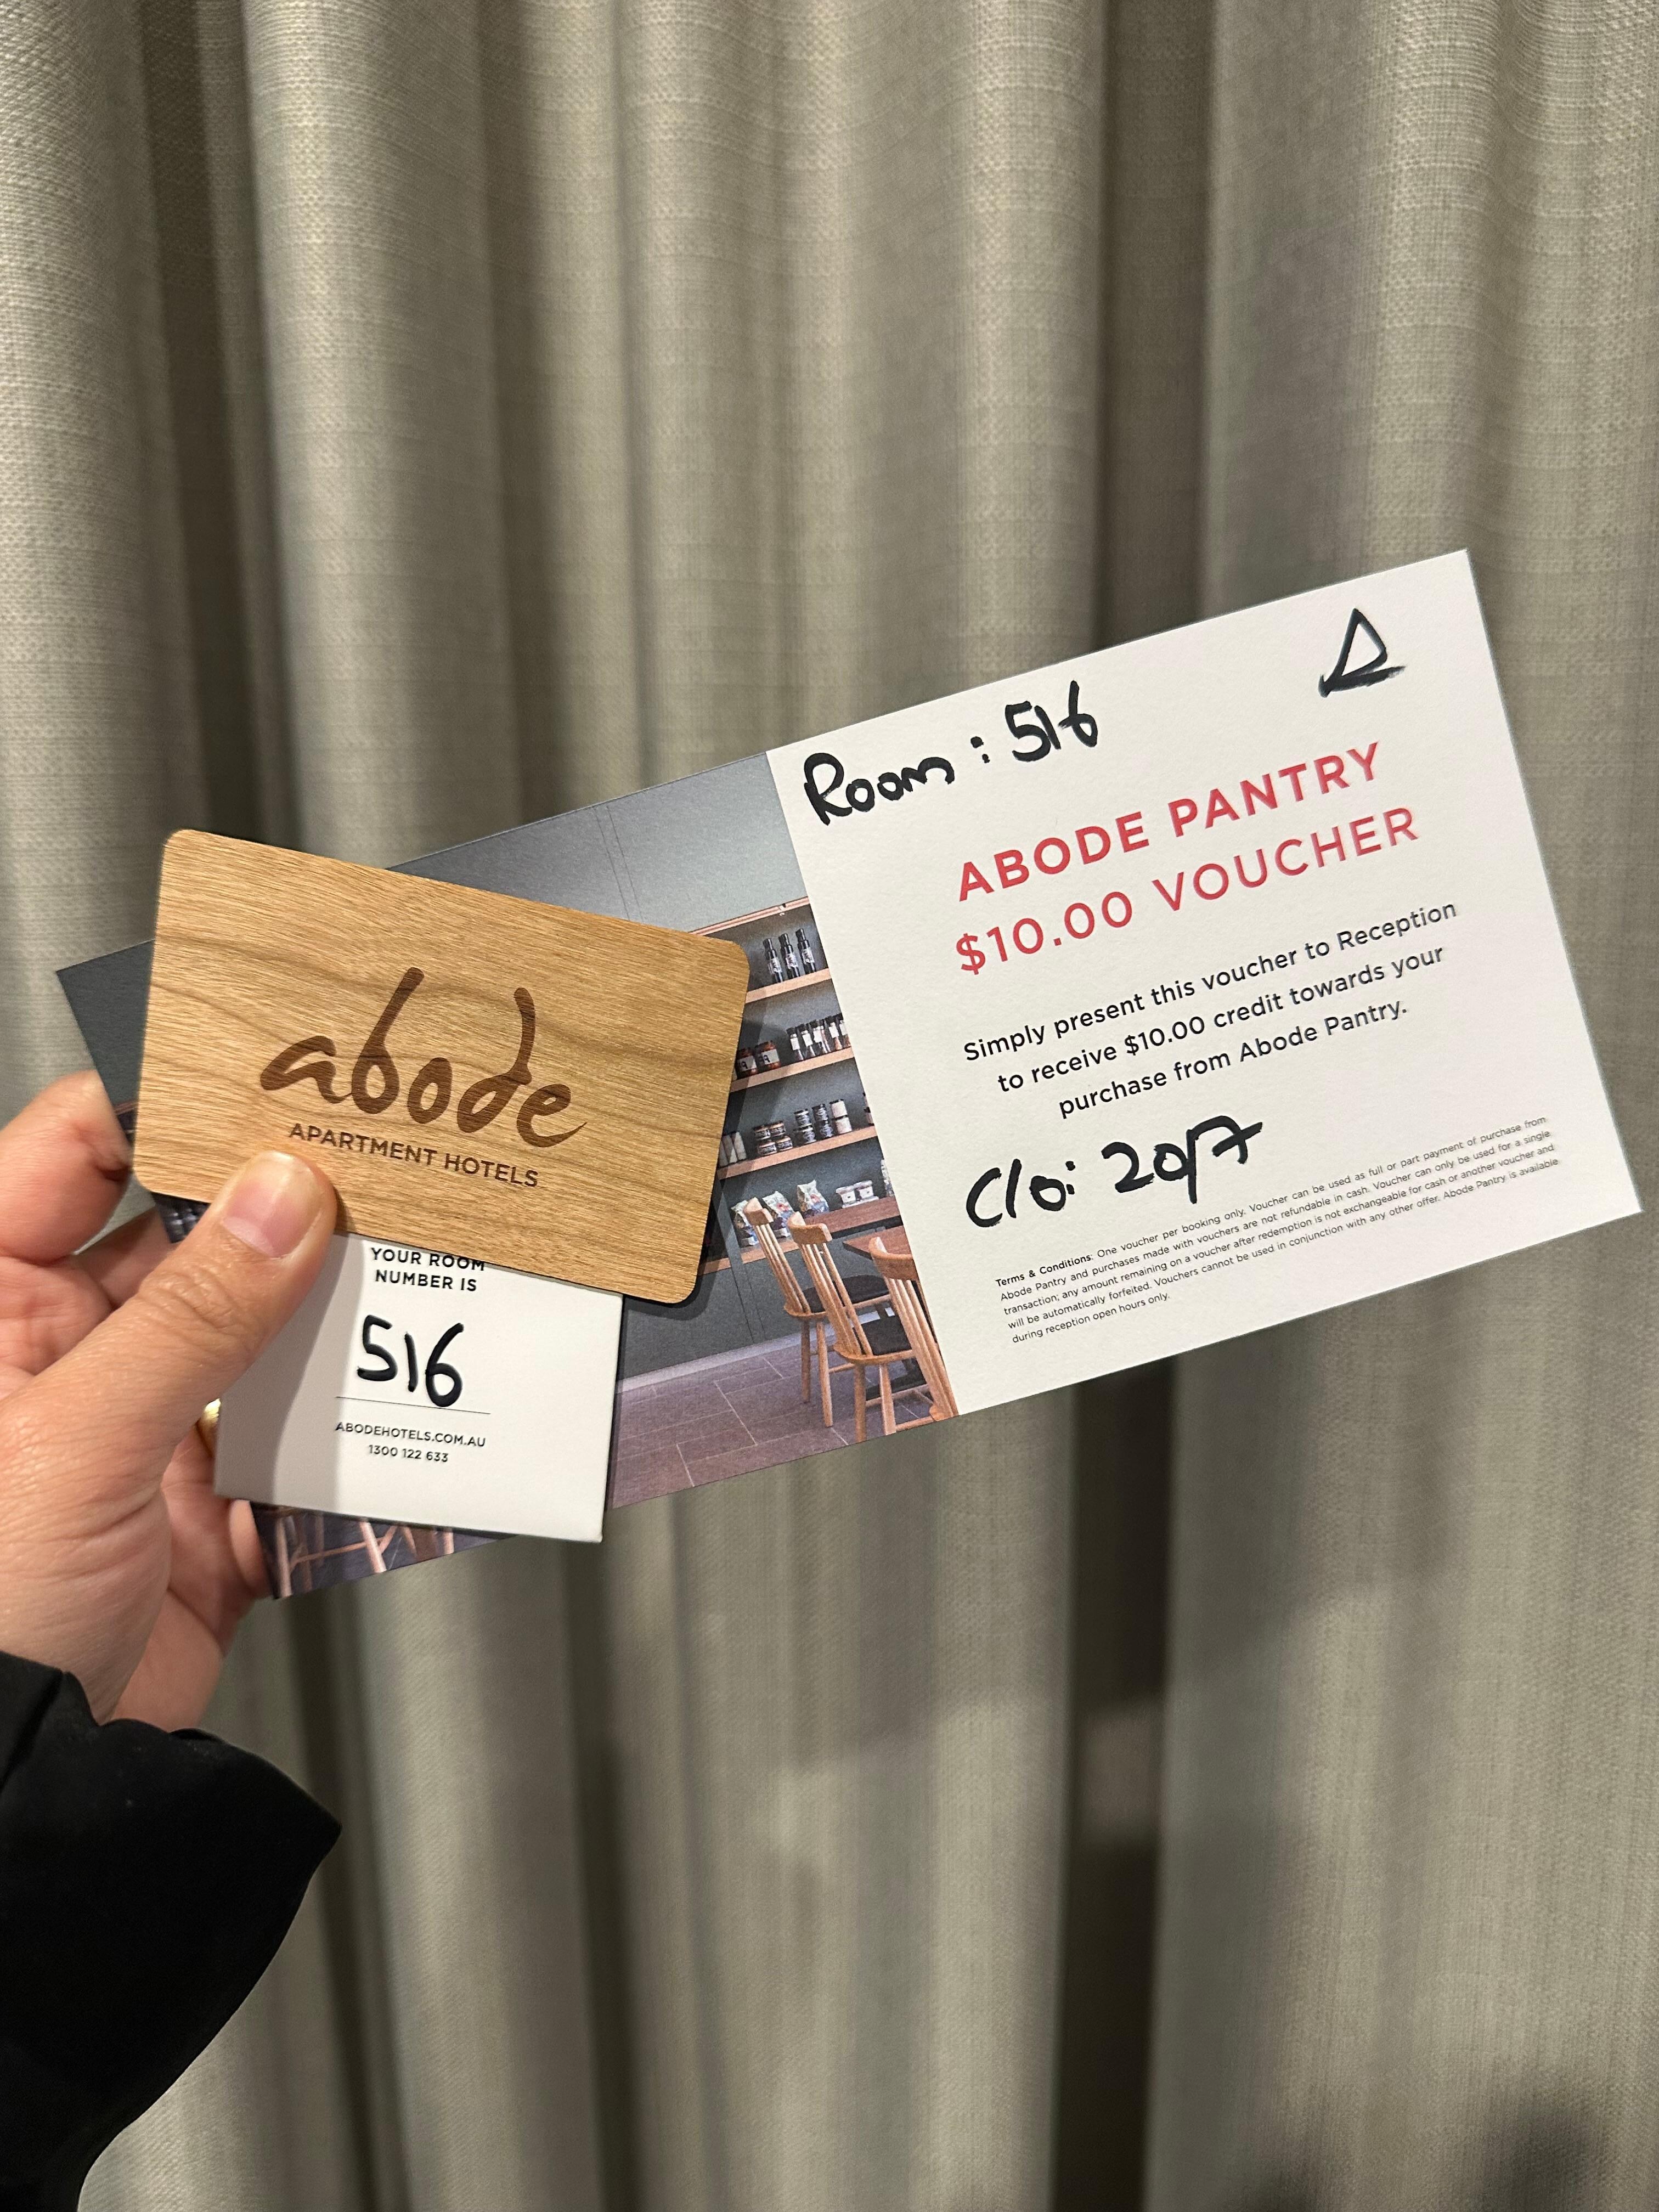 Room : 516
ABODE PANTRY
$10.00 VOUCHER
Simply present this voucher to Reception
to receive $10.00 credit towards your
purchase from Abode Pantry.
C/o: 20/7
Terms & Conditions: One voucher per booking only. Voucher can be used as full or part payment of purchase from
Abode Pantry and purchases made with vouchers are not refundable in cash. Voucher can only be used for a single
transaction; any amount remaining on a voucher after redemption is not exchangeable for cash or another voucher and
will be automatically forfeited. Vouchers cannot be used in conjunction with any other offer. Abode Pantry is available
during reception open hours only.
abode
APARTMENT HOTELS
YOUR ROOM
NUMBER IS
516
ABODEHOTELS.COM.AU
1300 122 633